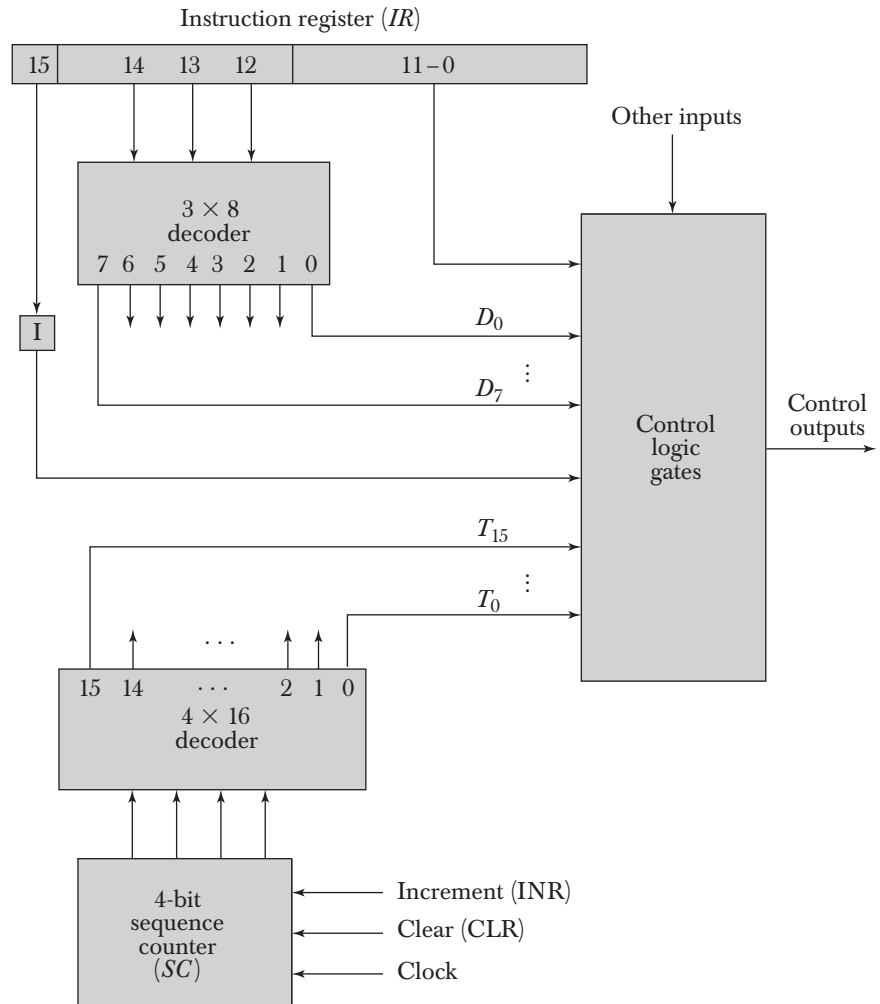 Instruction register (IR)
15 14 13 12 11–0
Other inputs
3 × 8
decoder
7 6 5 4 3 2 1 0
I
D0
⋮
D7
Control
logic
gates
Control
outputs
T15
⋮
T0
. . .
15 14 · · · 2 1 0
4 × 16
decoder
4-bit
sequence
counter
(SC)
Increment (INR)
Clear (CLR)
Clock